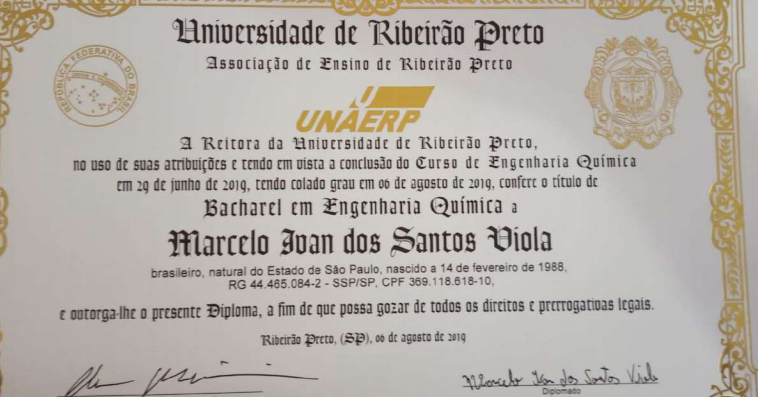 Universidade de Ribeirão Preto
Associação de Ensino de Ribeirão Preto
REPÚBLICA FEDERATIVA DO BRASIL
UNAERP
A Reitora da Universidade de Ribeirão Preto,
no uso de suas atribuições e tendo em vista a conclusão do Curso de Engenharia Química
em 29 de junho de 2019, tendo colado grau em 06 de agosto de 2019, confere o título de
Bacharel em Engenharia Química a
Marcelo Ivan dos Santos Viola
brasileiro, natural do Estado de São Paulo, nascido a 14 de fevereiro de 1988,
RG 44.465.084-2 - SSP/SP, CPF 369.118.618-10,
e outorga-lhe o presente Diploma, a fim de que possa gozar de todos os direitos e prerrogativas legais.
Ribeirão Preto, (SP), 06 de agosto de 2019
Marcelo Ivan dos Santos Viola
Diplomado